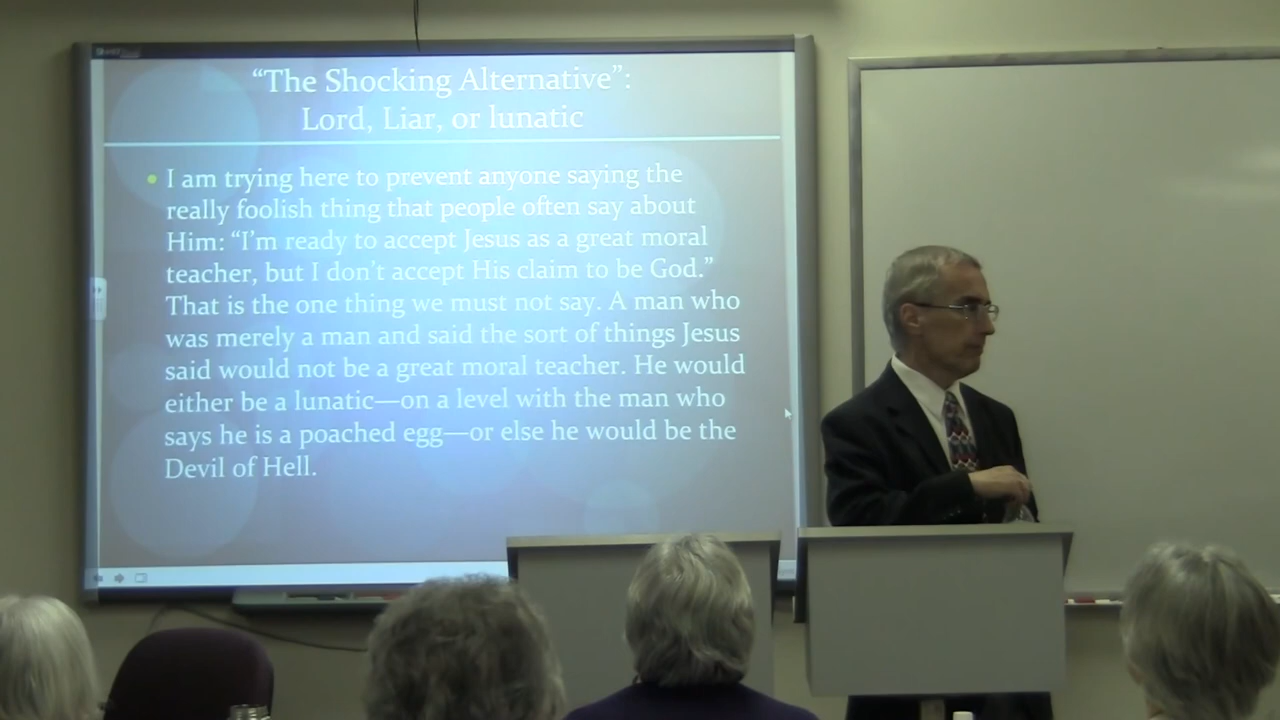 “The Shocking Alternative”:
Lord, Liar, or lunatic
• I am trying here to prevent anyone saying the
really foolish thing that people often say about
Him: “I’m ready to accept Jesus as a great moral
teacher, but I don’t accept His claim to be God.”
That is the one thing we must not say. A man who
was merely a man and said the sort of things Jesus
said would not be a great moral teacher. He would
either be a lunatic—on a level with the man who
says he is a poached egg—or else he would be the
Devil of Hell.